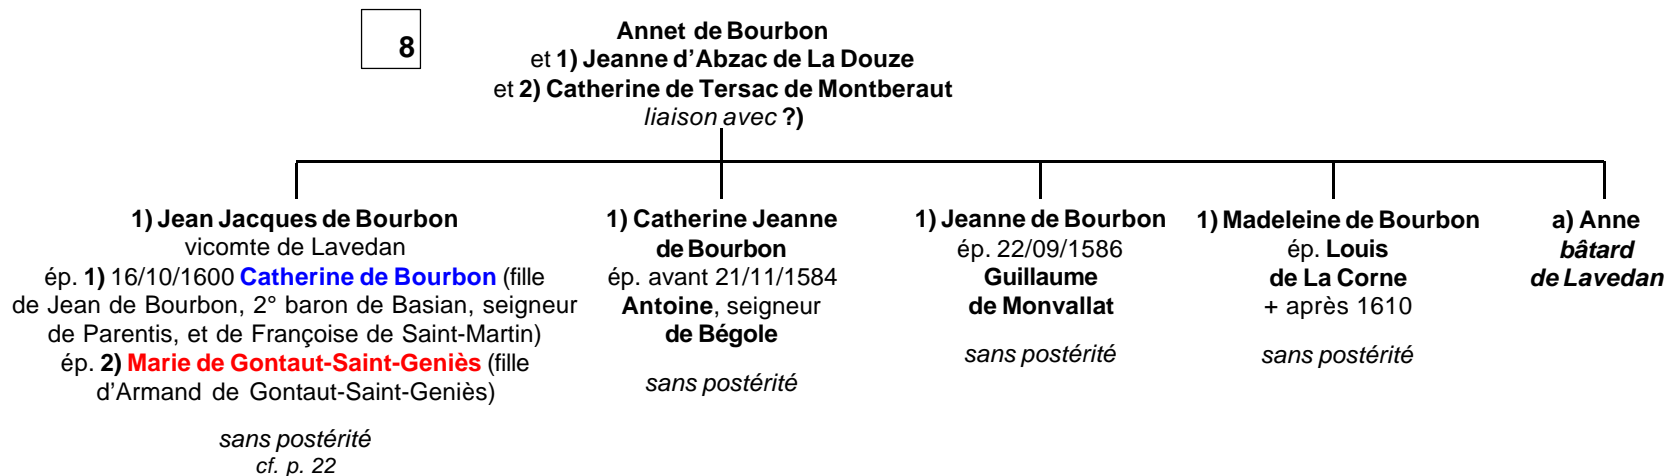 8
Annet de Bourbon
et 1) Jeanne d'Abzac de La Douze
et 2) Catherine de Tersac de Montberaut
liaison avec ?)
1) Jean Jacques de Bourbon
vicomte de Lavedan
ép. 1) 16/10/1600 Catherine de Bourbon (fille
de Jean de Bourbon, 2° baron de Basian, seigneur
de Parentis, et de Françoise de Saint-Martin)
ép. 2) Marie de Gontaut-Saint-Geniès (fille
d'Armand de Gontaut-Saint-Geniès)
sans postérité
cf. p. 22
1) Catherine Jeanne
de Bourbon
ép. avant 21/11/1584
Antoine, seigneur
de Bégole
sans postérité
1) Jeanne de Bourbon
ép. 22/09/1586
Guillaume
de Monvallat
sans postérité
1) Madeleine de Bourbon
ép. Louis
de La Corne
+ après 1610
sans postérité
a) Anne
bâtard
de Lavedan